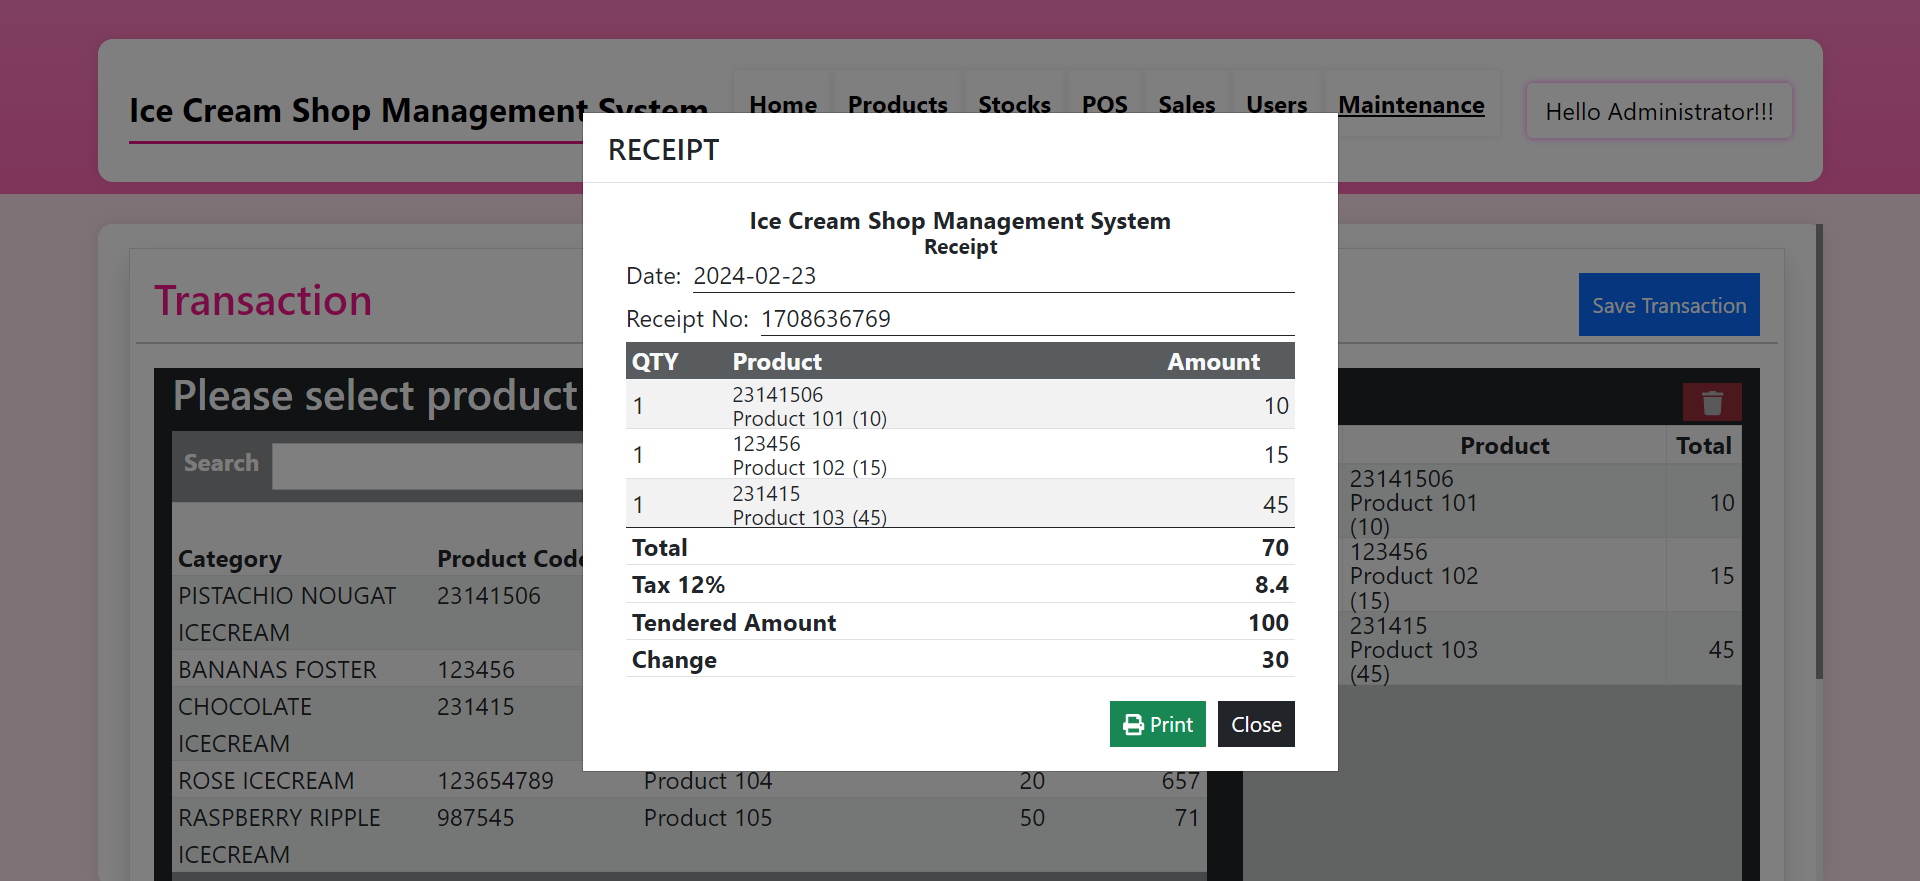 Ice Cream Shop Management System
Home Products Stocks POS Sales Users Maintenance
Hello Administrator!!!
RECEIPT
Ice Cream Shop Management System
Receipt
Date: 2024-02-23
Receipt No: 1708636769
QTY Product Amount
1 23141506 10
Product 101 (10)
1 123456 15
Product 102 (15)
1 231415 45
Product 103 (45)
Total 70
Tax 12% 8.4
Tendered Amount 100
Change 30
Print Close
Transaction
Save Transaction
Please select product
Search
Category Product Code
PISTACHIO NOUGAT 23141506
ICECREAM
BANANAS FOSTER 123456
CHOCOLATE 231415
ICECREAM
ROSE ICECREAM 123654789 Product 104 20 657
RASPBERRY RIPPLE 987545 Product 105 50 71
ICECREAM
Product Total
23141506
Product 101 10
(10)
123456
Product 102 15
(15)
231415
Product 103 45
(45)